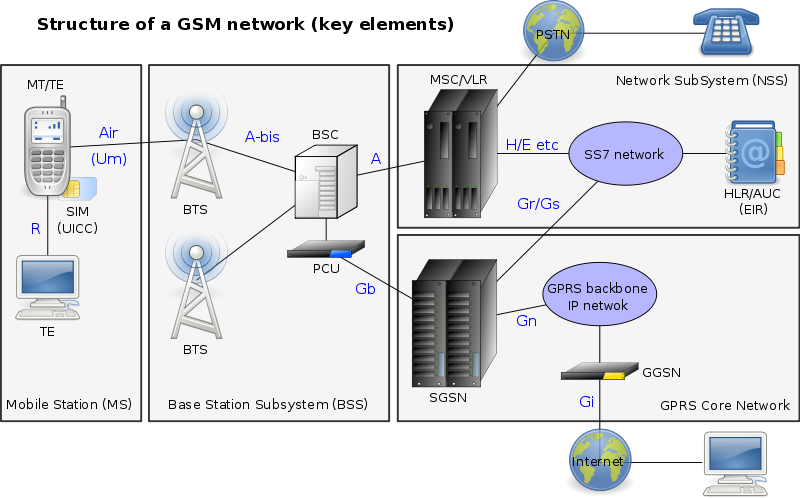 Structure of a GSM network (key elements)
PSTN
MT/TE
Air
(Um)
SIM
(UICC)
R
TE
Mobile Station (MS)
BTS
A-bis
BSC
PCU
BTS
Base Station Subsystem (BSS)
A
Gb
MSC/VLR
Network SubSystem (NSS)
H/E etc
SS7 network
HLR/AUC
(EIR)
Gr/Gs
SGSN
Gn
GPRS backbone
IP netwok
GGSN
Gi
GPRS Core Network
Internet